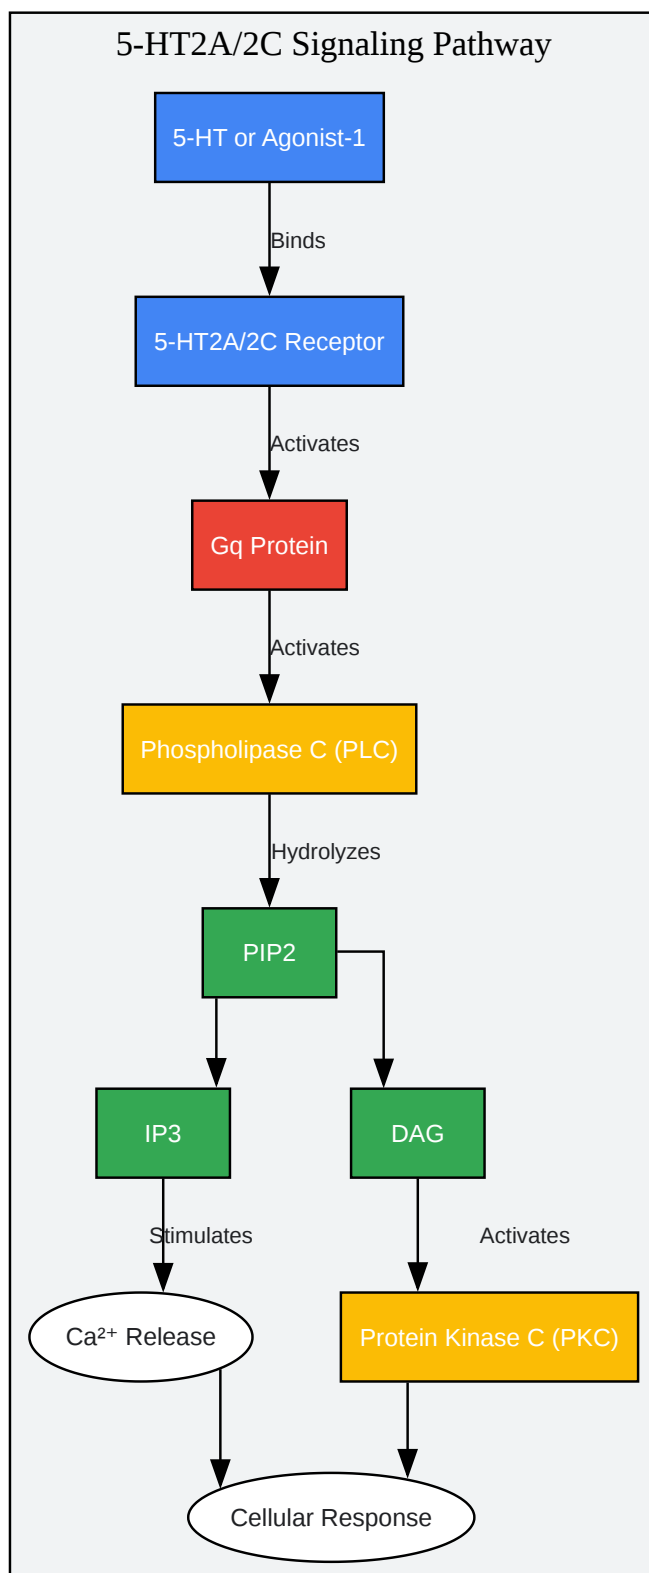 5-HT2A/2C Signaling Pathway
5-HT or Agonist-1
Binds
5-HT2A/2C Receptor
Activates
Gq Protein
Activates
Phospholipase C (PLC)
Hydrolyzes
PIP2
IP3
DAG
Stimulates
Activates
Ca²⁺ Release
Protein Kinase C (PKC)
Cellular Response